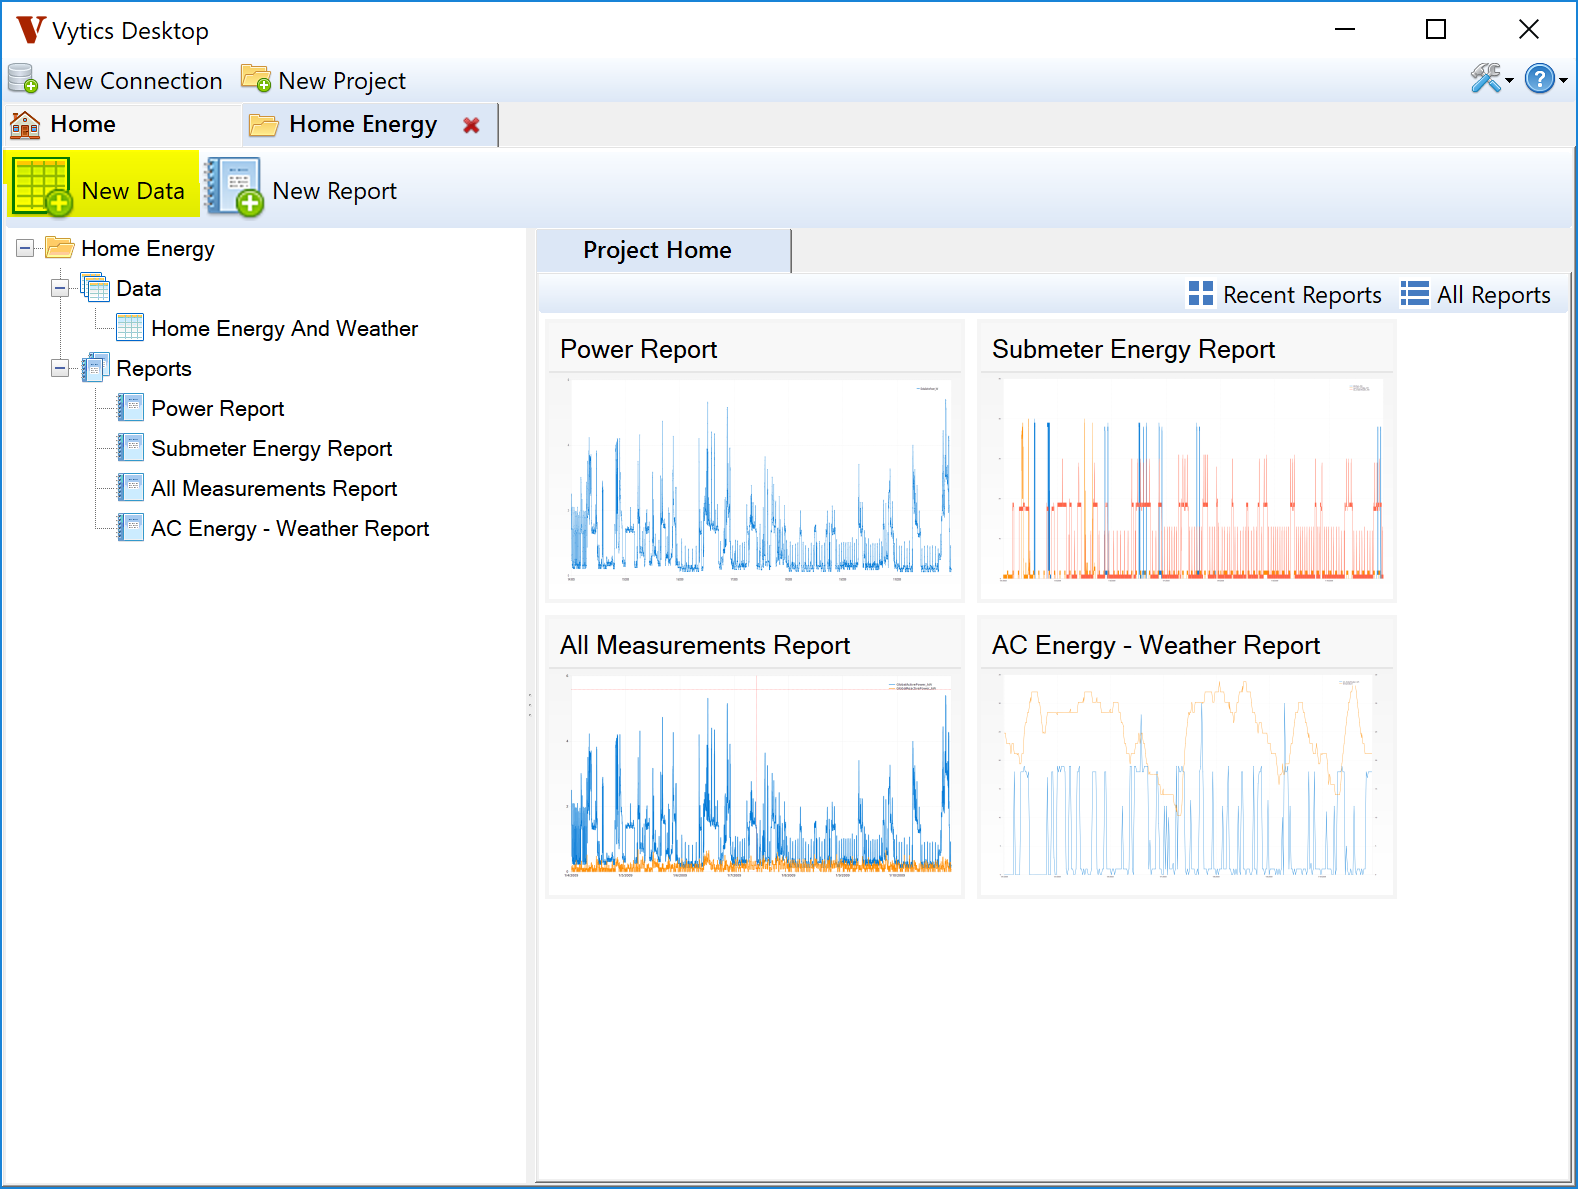 Vytics Desktop
New Connection New Project
Home Home Energy
New Data New Report
Home Energy
Data
Home Energy And Weather
Reports
Power Report
Submeter Energy Report
All Measurements Report
AC Energy - Weather Report
Project Home
Recent Reports All Reports
Power Report
Submeter Energy Report
All Measurements Report
AC Energy - Weather Report